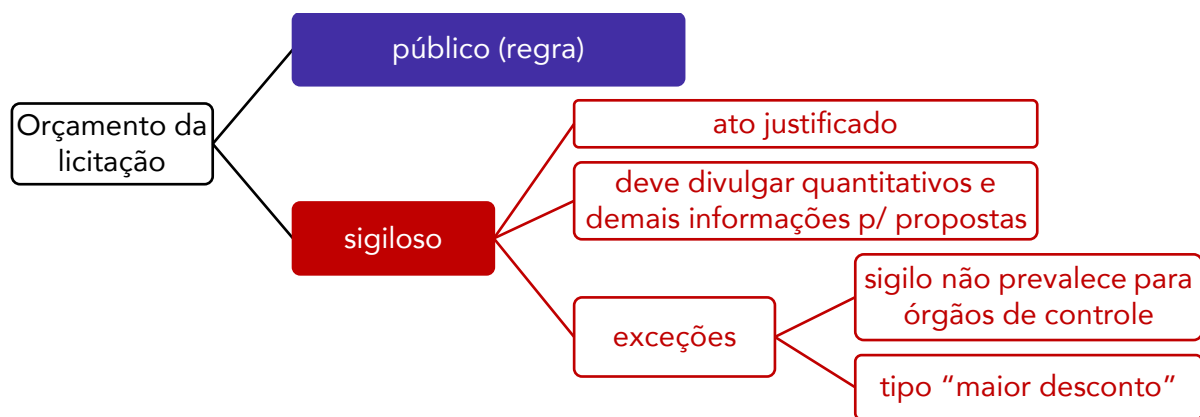 público (regra)
Orçamento da
licitação
sigiloso
ato justificado
deve divulgar quantitativos e
demais informações p/ propostas
exceções
sigilo não prevalece para
órgãos de controle
tipo “maior desconto”